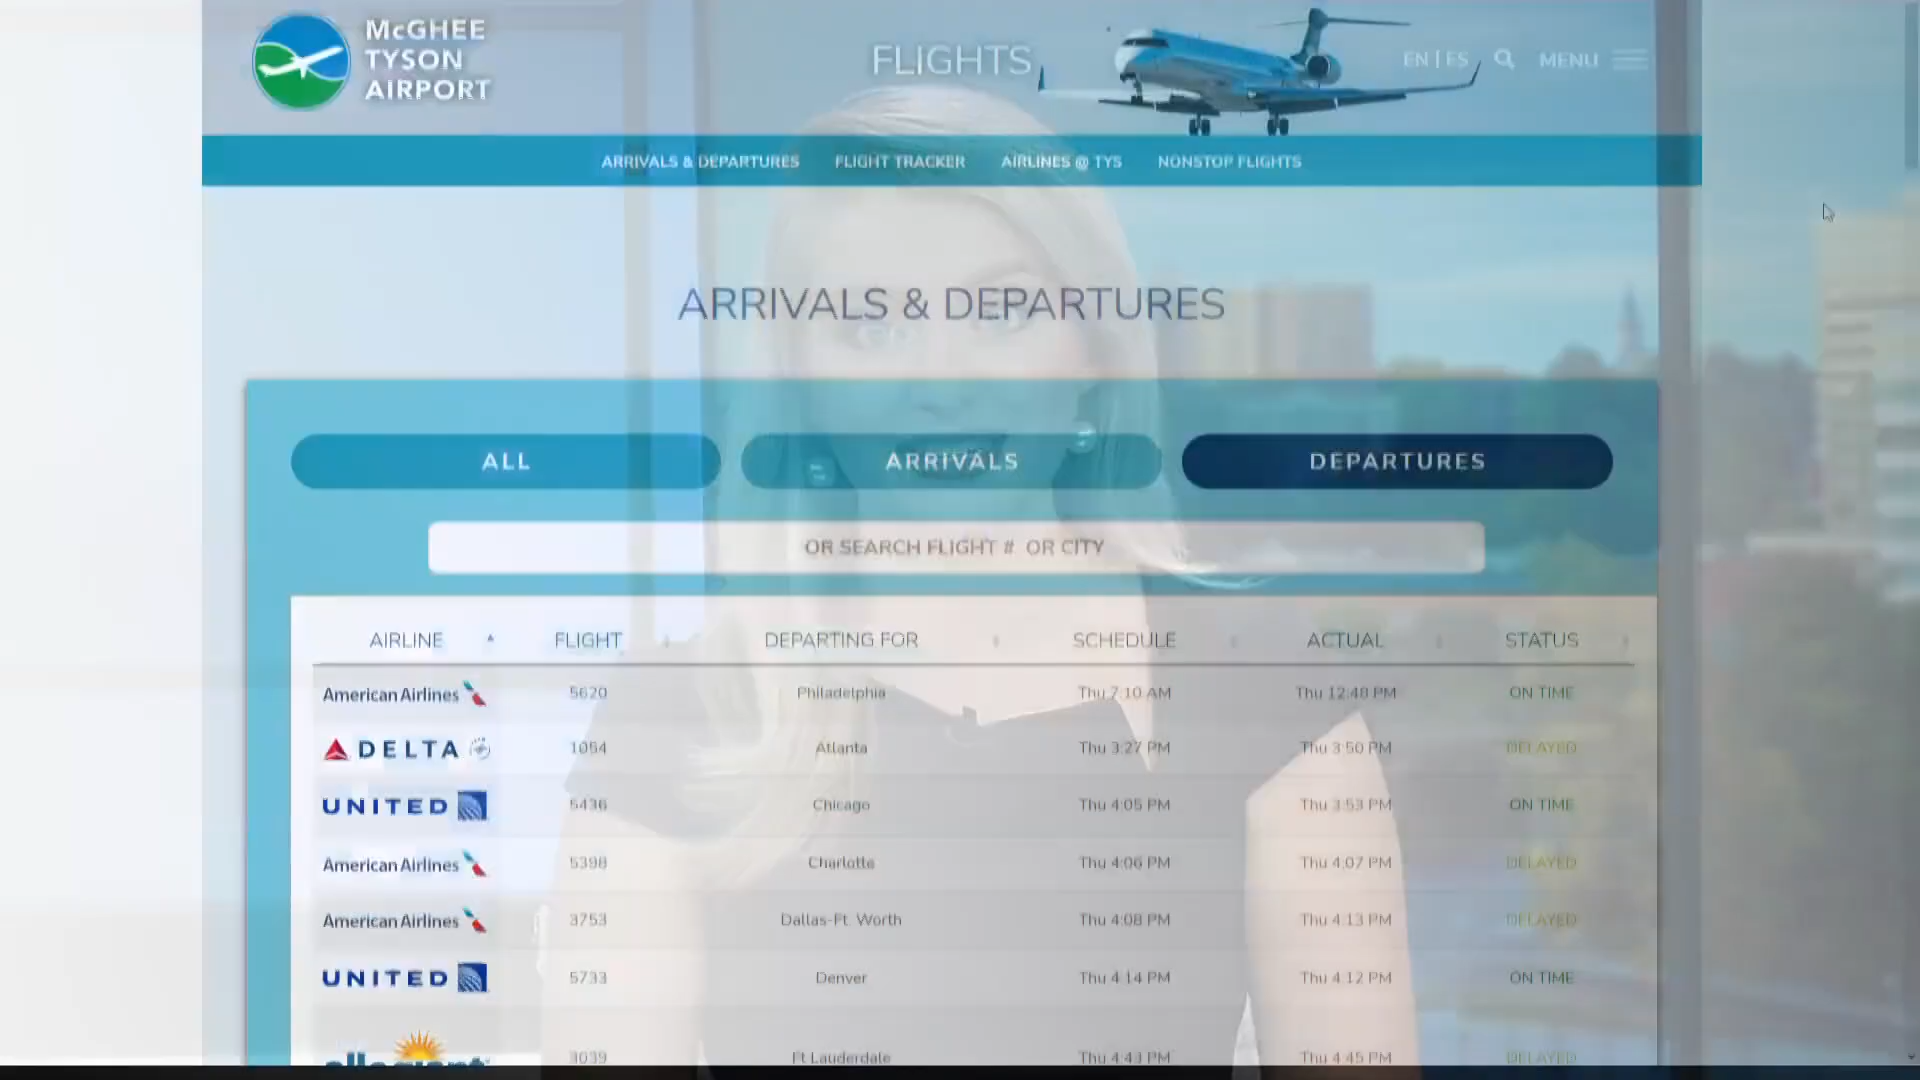 McGHEE
TYSON
AIRPORT
FLIGHTS
EN | ES MENU
ARRIVALS & DEPARTURES FLIGHT TRACKER AIRLINES @ TYS NONSTOP FLIGHTS
ARRIVALS & DEPARTURES
ALL ARRIVALS DEPARTURES
OR SEARCH FLIGHT # OR CITY
AIRLINE FLIGHT DEPARTING FOR SCHEDULE ACTUAL STATUS
American Airlines 5620 Philadelphia Thu 7:10 AM Thu 12:48 PM ON TIME
DELTA 1054 Atlanta Thu 3:27 PM Thu 3:50 PM DELAYED
UNITED 5436 Chicago Thu 4:05 PM Thu 3:53 PM ON TIME
American Airlines 5398 Charlotte Thu 4:06 PM Thu 4:07 PM DELAYED
American Airlines 3753 Dallas-Ft. Worth Thu 4:08 PM Thu 4:13 PM DELAYED
UNITED 5733 Denver Thu 4:14 PM Thu 4:12 PM ON TIME
allegiant 3039 Ft Lauderdale Thu 4:43 PM Thu 4:45 PM DELAYED